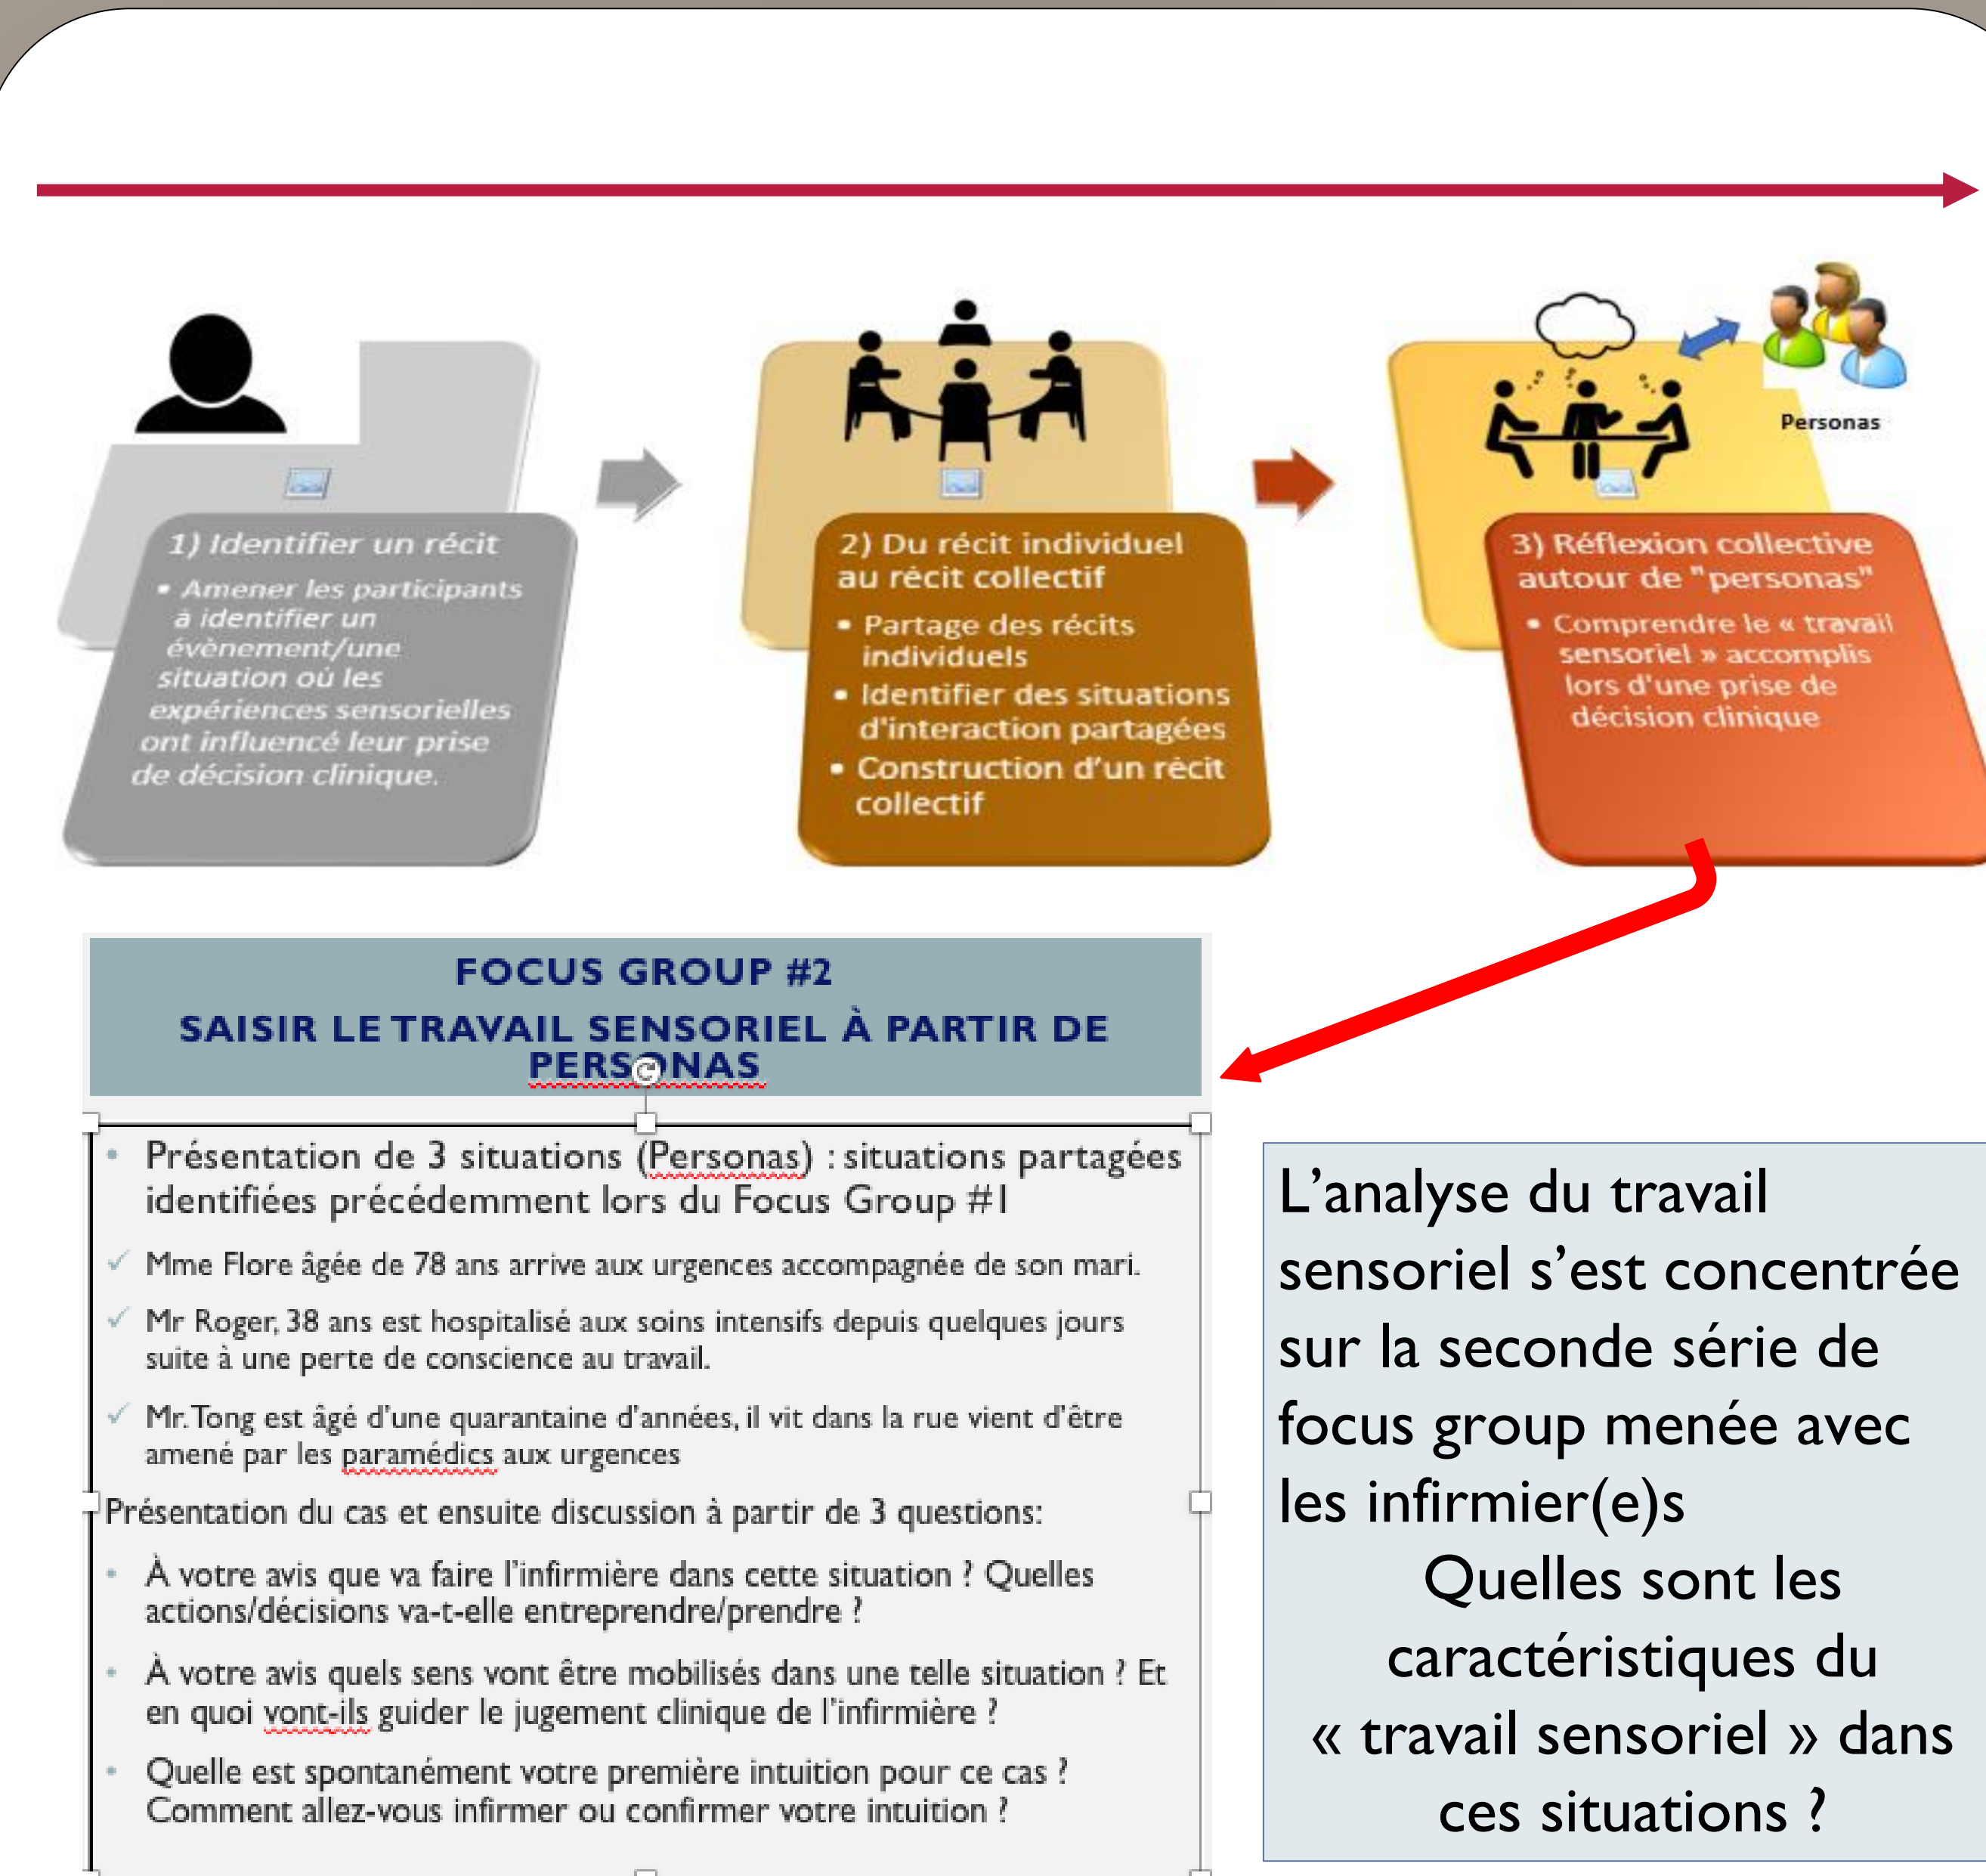 Personas
1) Identifier un récit
• Amener les participants
à identifier un
évènement/une
situation où les
expériences sensorielles
ont influencé leur prise
de décision clinique.
2) Du récit individuel
au récit collectif
• Partage des récits
individuels
• Identifier des situations
d'interaction partagées
• Construction d'un récit
collectif
3) Réflexion collective
autour de "personas"
• Comprendre le « travail
sensoriel » accomplis
lors d'une prise de
décision clinique
FOCUS GROUP #2
SAISIR LE TRAVAIL SENSORIEL À PARTIR DE
PERSONAS
• Présentation de 3 situations (Personas) : situations partagées
identifiées précédemment lors du Focus Group #1
✓ Mme Flore âgée de 78 ans arrive aux urgences accompagnée de son mari.
✓ Mr Roger, 38 ans est hospitalisé aux soins intensifs depuis quelques jours
suite à une perte de conscience au travail.
✓ Mr. Tong est âgé d'une quarantaine d'années, il vit dans la rue vient d'être
amené par les paramédics aux urgences
Présentation du cas et ensuite discussion à partir de 3 questions:
• À votre avis que va faire l'infirmière dans cette situation ? Quelles
actions/décisions va-t-elle entreprendre/prendre ?
• À votre avis quels sens vont être mobilisés dans une telle situation ? Et
en quoi vont-ils guider le jugement clinique de l'infirmière ?
• Quelle est spontanément votre première intuition pour ce cas ?
Comment allez-vous infirmer ou confirmer votre intuition ?
L'analyse du travail
sensoriel s'est concentrée
sur la seconde série de
focus group menée avec
les infirmier(e)s
Quelles sont les
caractéristiques du
« travail sensoriel » dans
ces situations ?